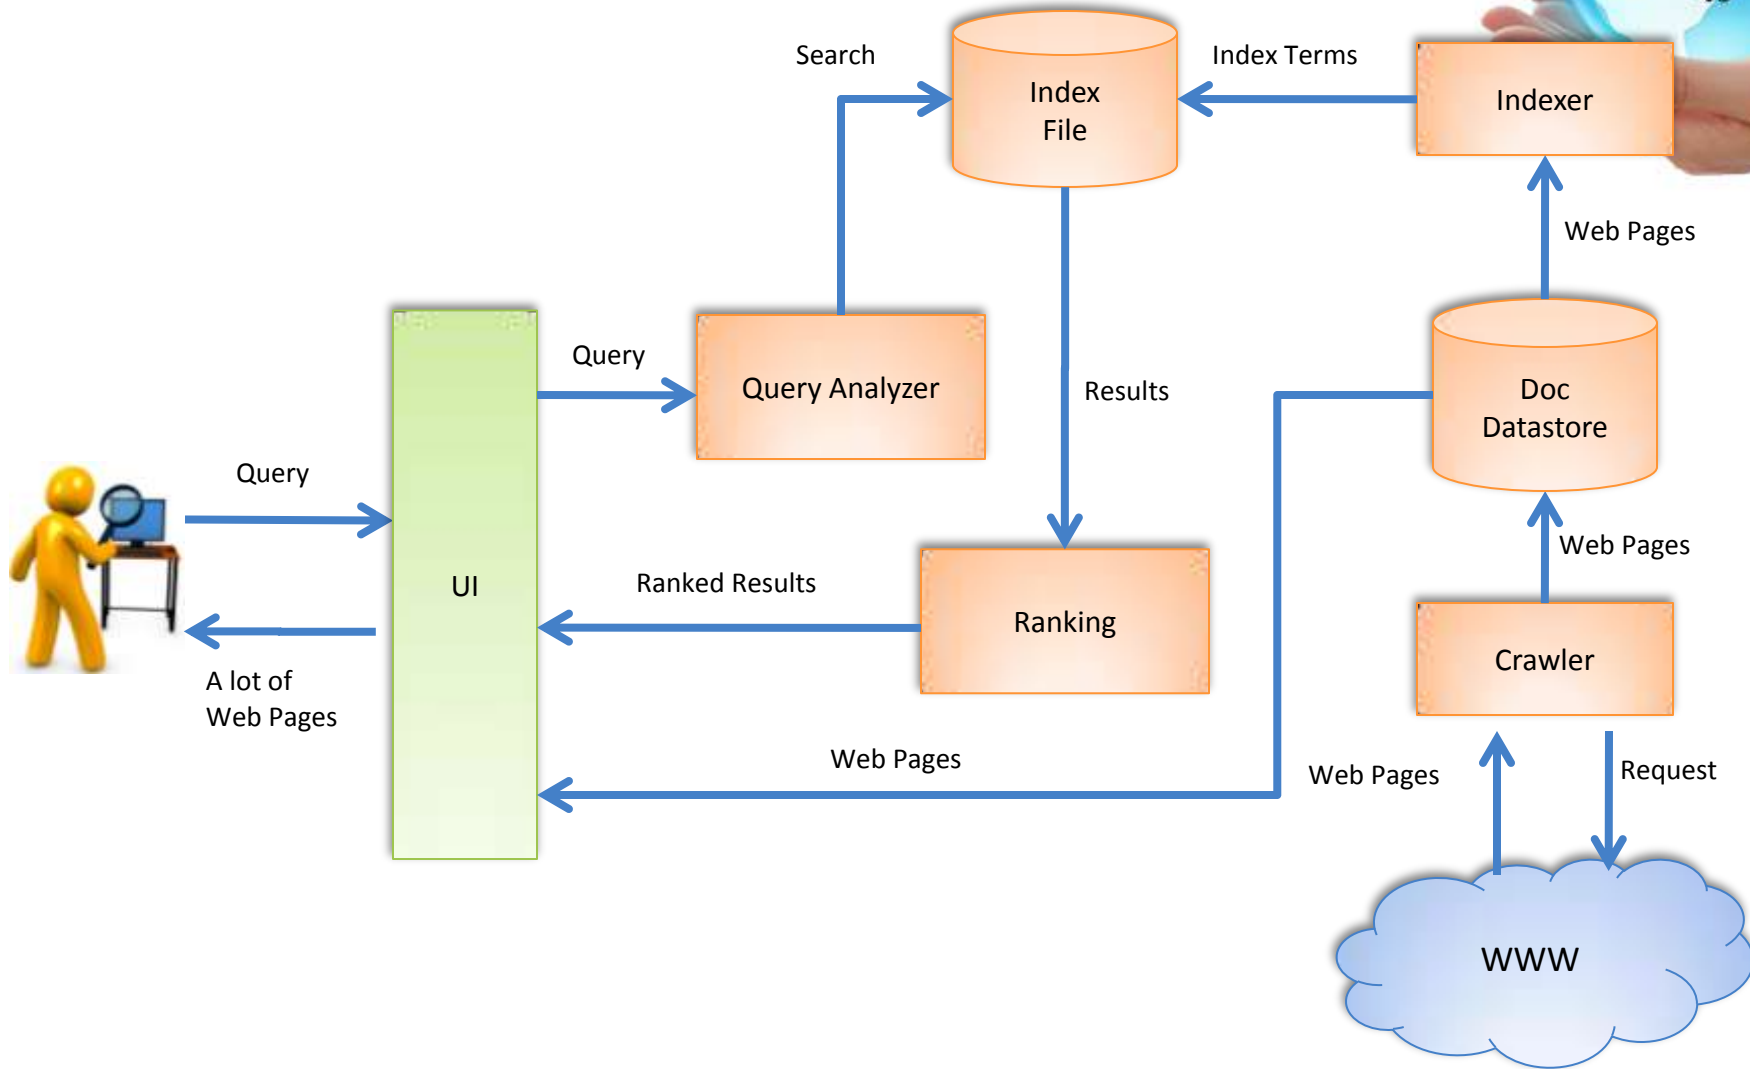 Search
Index
File
Index Terms
Indexer
Web Pages
Query
Query Analyzer
Results
Doc
Datastore
Query
Web Pages
UI
Ranked Results
Ranking
Crawler
A lot of
Web Pages
Web Pages
Web Pages
Request
WWW